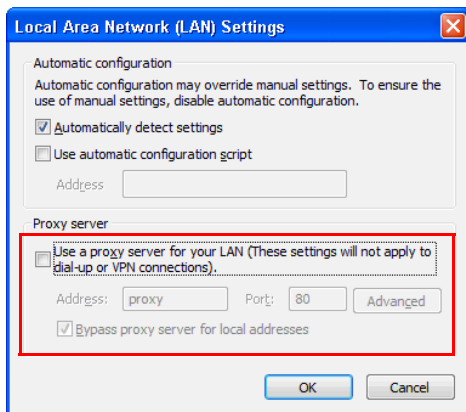 Local Area Network (LAN) Settings
Automatic configuration
Automatic configuration may override manual settings. To ensure the
use of manual settings, disable automatic configuration.
Automatically detect settings
Use automatic configuration script
Address
Proxy server
Use a proxy server for your LAN (These settings will not apply to
dial-up or VPN connections).
Address: proxy Port: 80 Advanced
Bypass proxy server for local addresses
OK Cancel